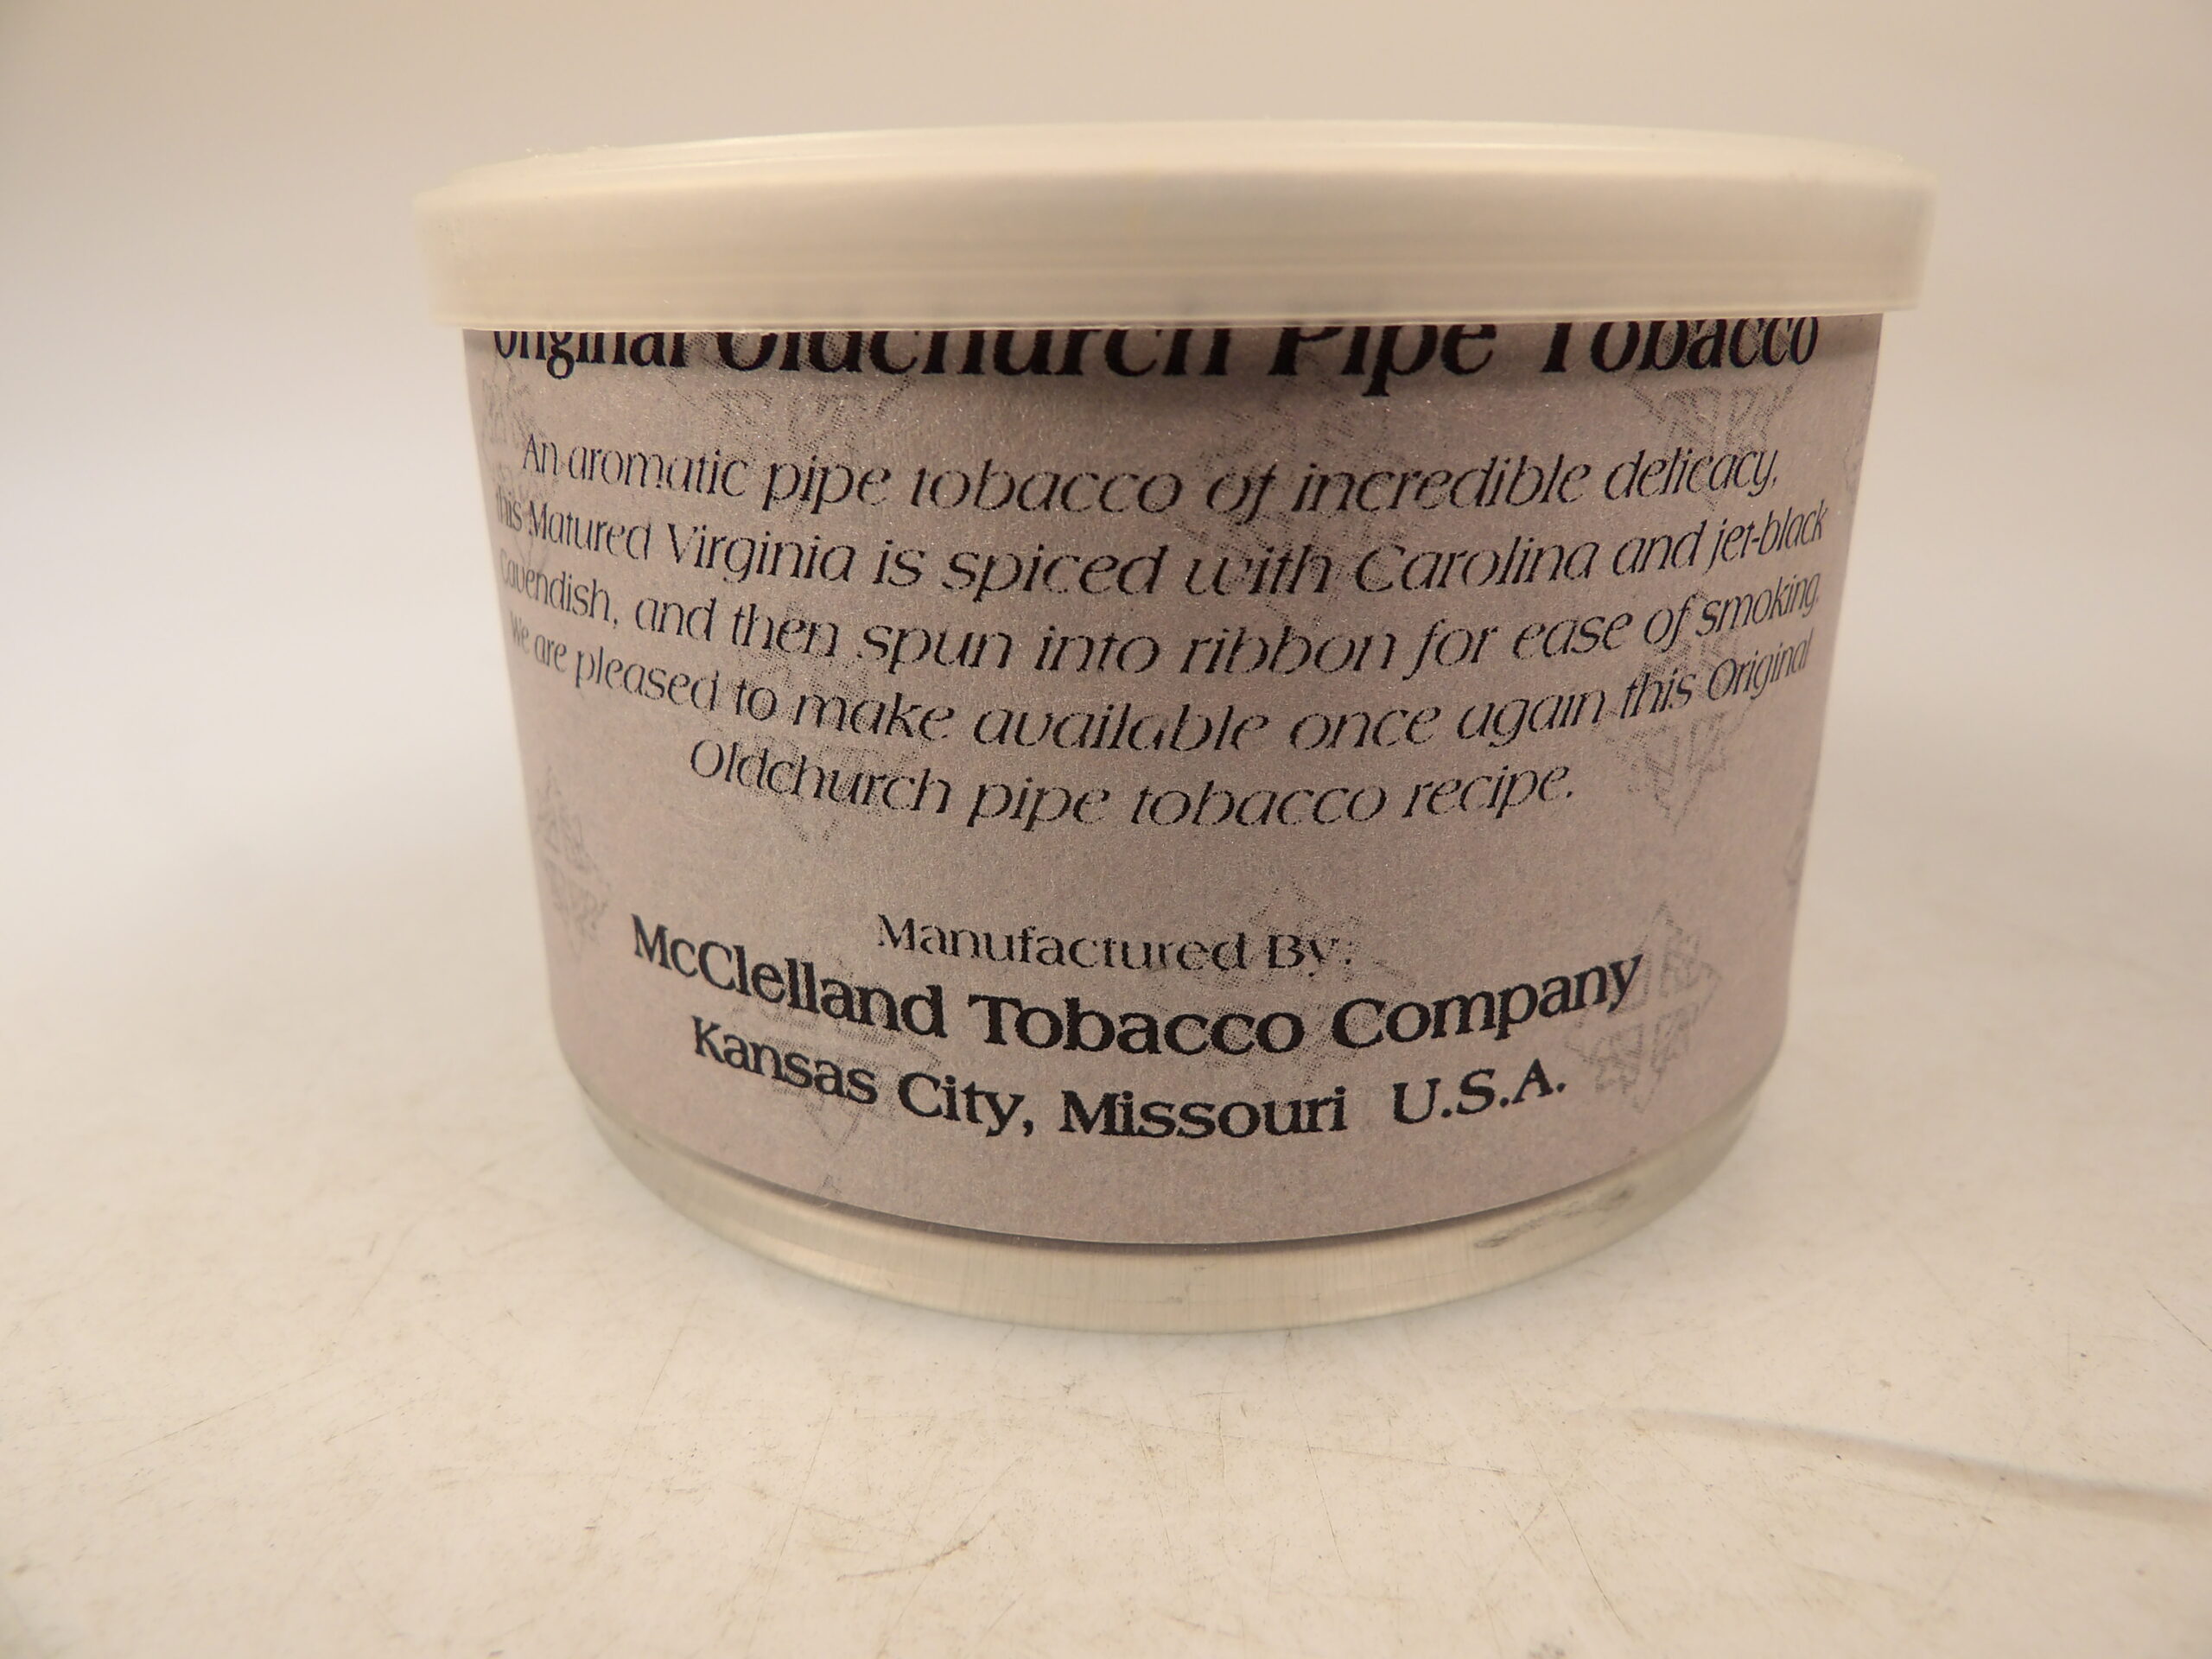 Original Oldchurch Pipe Tobacco
An aromatic pipe tobacco of incredible delicacy,
this Matured Virginia is spiced with Carolina and jet-black
Cavendish, and then spun into ribbon for ease of smoking.
We are pleased to make available once again this Original
Oldchurch pipe tobacco recipe.
Manufactured By:
McClelland Tobacco Company
Kansas City, Missouri U.S.A.